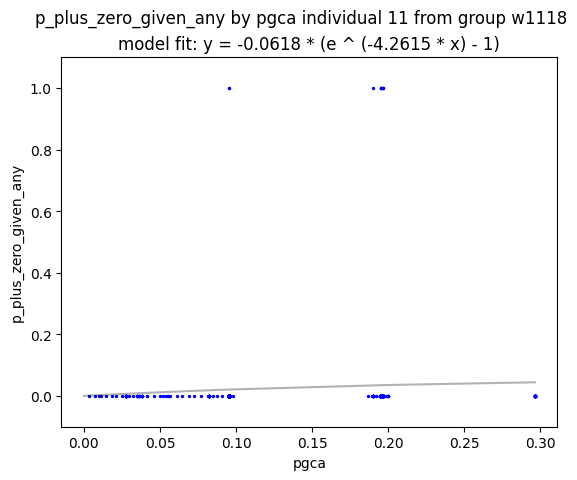 p_plus_zero_given_any by pgca individual 11 from group w1118
model fit: y = -0.0618 * (e ^ (-4.2615 * x) - 1)
1.0
0.8
0.6
0.4
0.2
0.0
p_plus_zero_given_any
0.00 0.05 0.10 0.15 0.20 0.25 0.30
pgca